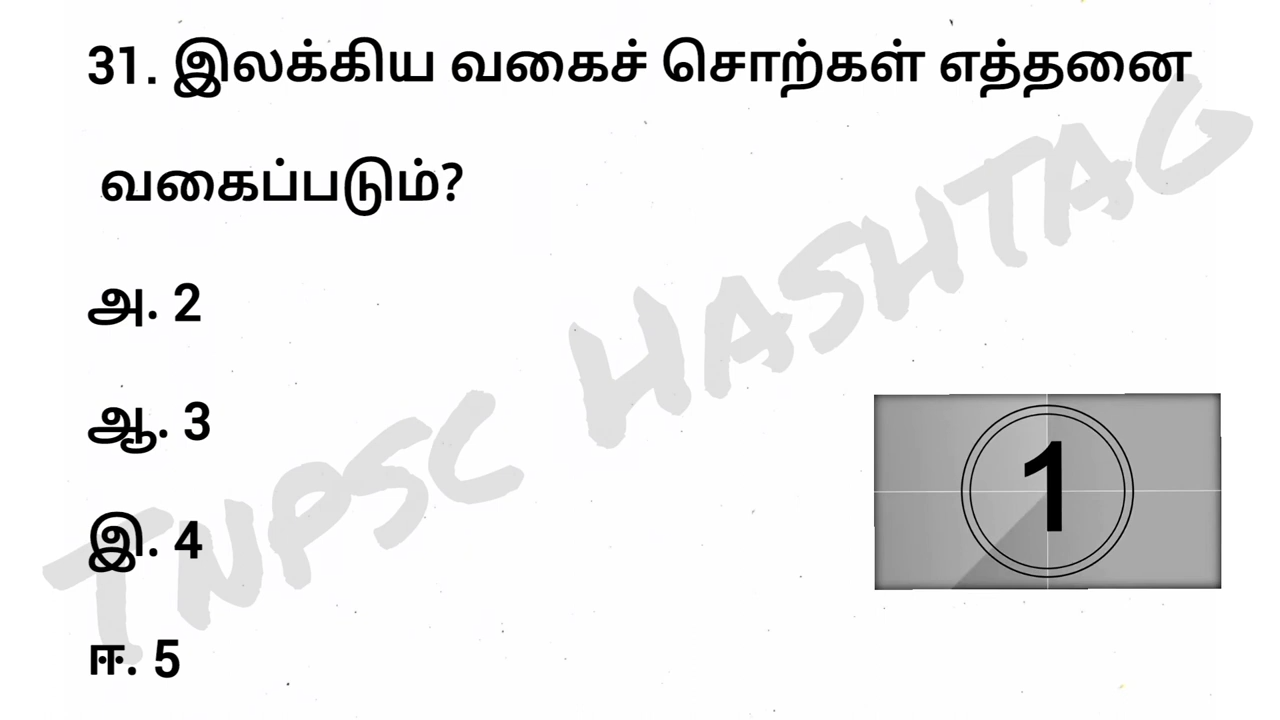 31. இலக்கிய வகைச் சொற்கள் எத்தனை
வகைப்படும்?
அ. 2
ஆ. 3
இ. 4
ஈ. 5
1
TNPSC HASHTAG